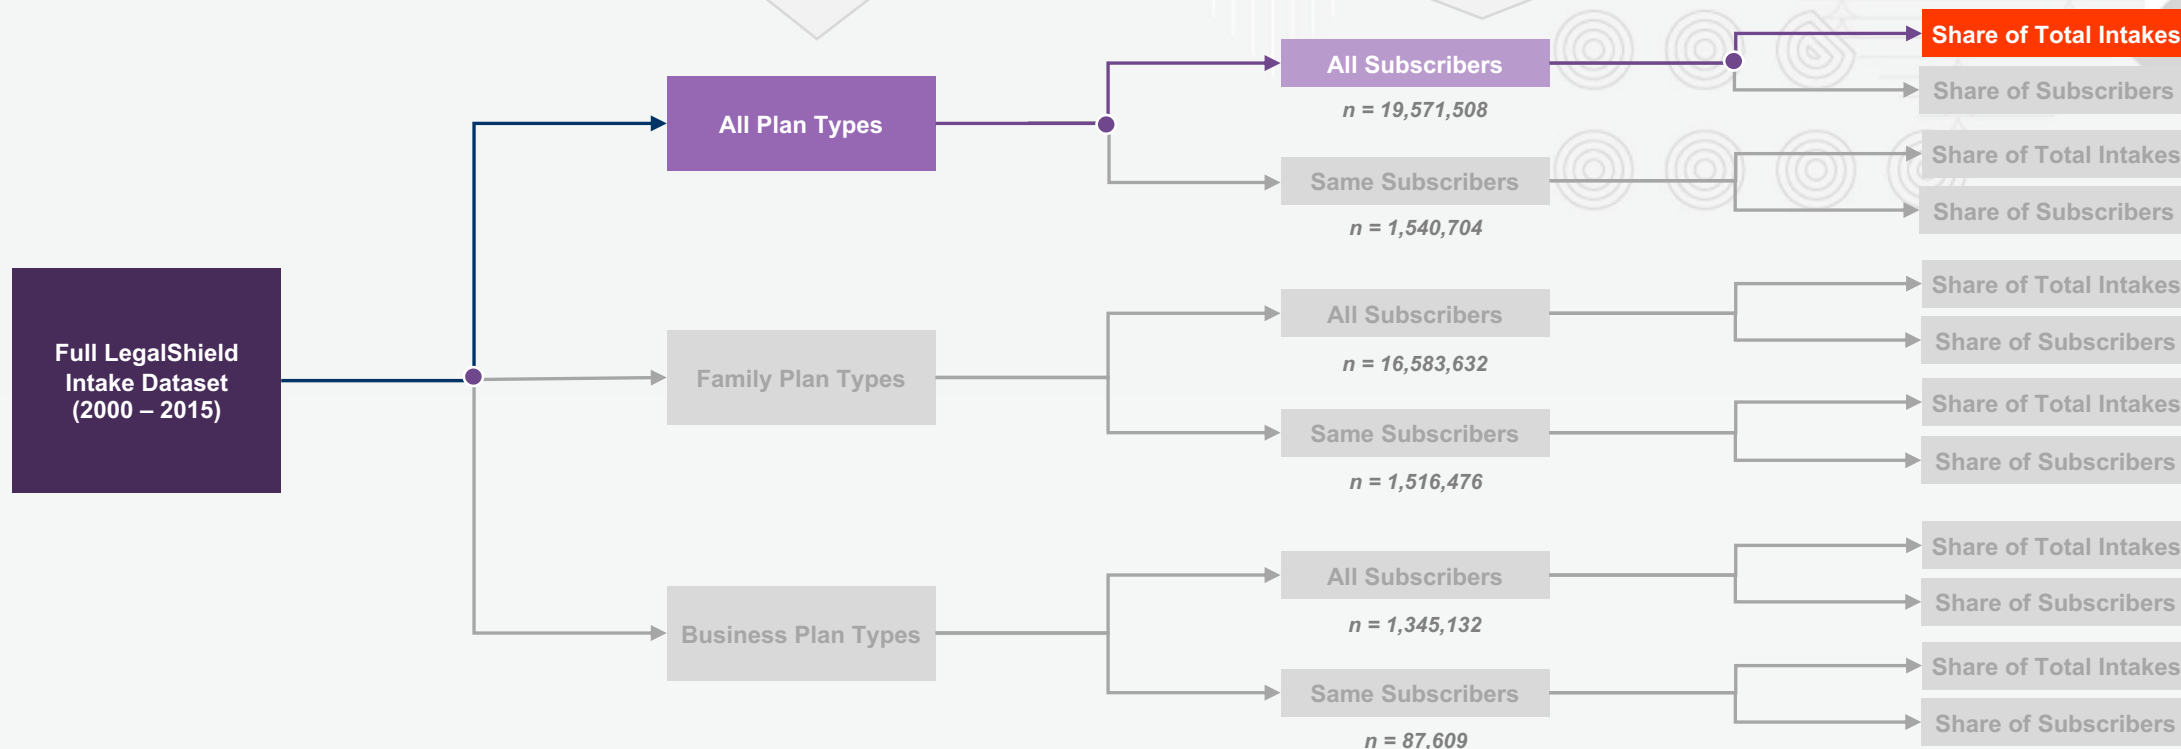 Full LegalShield
Intake Dataset
(2000 – 2015)
All Plan Types
All Subscribers
n = 19,571,508
Share of Total Intakes
Share of Subscribers
Same Subscribers
n = 1,540,704
Share of Total Intakes
Share of Subscribers
Family Plan Types
All Subscribers
n = 16,583,632
Share of Total Intakes
Share of Subscribers
Same Subscribers
n = 1,516,476
Share of Total Intakes
Share of Subscribers
Business Plan Types
All Subscribers
n = 1,345,132
Share of Total Intakes
Share of Subscribers
Same Subscribers
n = 87,609
Share of Total Intakes
Share of Subscribers